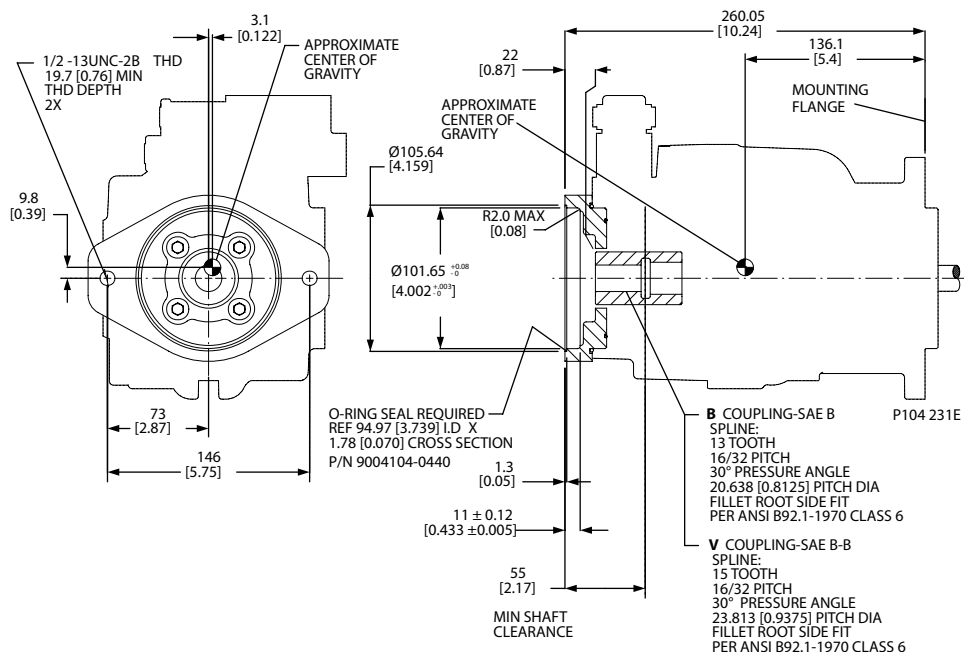 3.1
[0.122]
1/2 -13UNC-2B THD
19.7 [0.76] MIN
THD DEPTH
2X
APPROXIMATE
CENTER OF
GRAVITY
9.8
[0.39]
73
[2.87]
146
[5.75]
260.05
[10.24]
22
[0.87]
136.1
[5.4]
MOUNTING
FLANGE
APPROXIMATE
CENTER OF
GRAVITY
Ø105.64
[4.159]
R2.0 MAX
[0.08]
Ø101.65 +0.08 -0
[4.002 +.003 -0]
O-RING SEAL REQUIRED
REF 94.97 [3.739] I.D X
1.78 [0.070] CROSS SECTION
P/N 9004104-0440
1.3
[0.05]
11 ± 0.12
[0.433 ±0.005]
55
[2.17]
MIN SHAFT
CLEARANCE
P104 231E
B COUPLING-SAE B
SPLINE:
13 TOOTH
16/32 PITCH
30° PRESSURE ANGLE
20.638 [0.8125] PITCH DIA
FILLET ROOT SIDE FIT
PER ANSI B92.1-1970 CLASS 6
V COUPLING-SAE B-B
SPLINE:
15 TOOTH
16/32 PITCH
30° PRESSURE ANGLE
23.813 [0.9375] PITCH DIA
FILLET ROOT SIDE FIT
PER ANSI B92.1-1970 CLASS 6